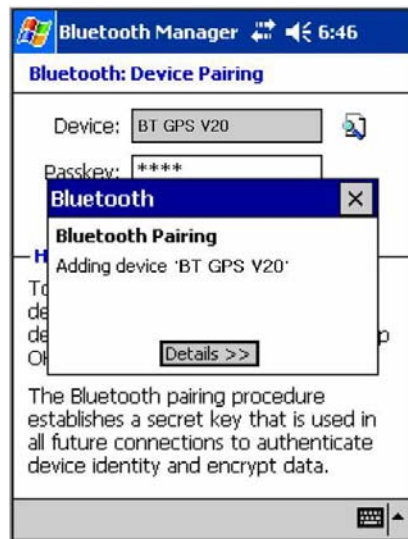 Bluetooth Manager 6:46
Bluetooth: Device Pairing
Device: BT GPS V20
Passkey: ****
Bluetooth
Bluetooth Pairing
Adding device 'BT GPS V20'
Details >>
The Bluetooth pairing procedure
establishes a secret key that is used in
all future connections to authenticate
device identity and encrypt data.